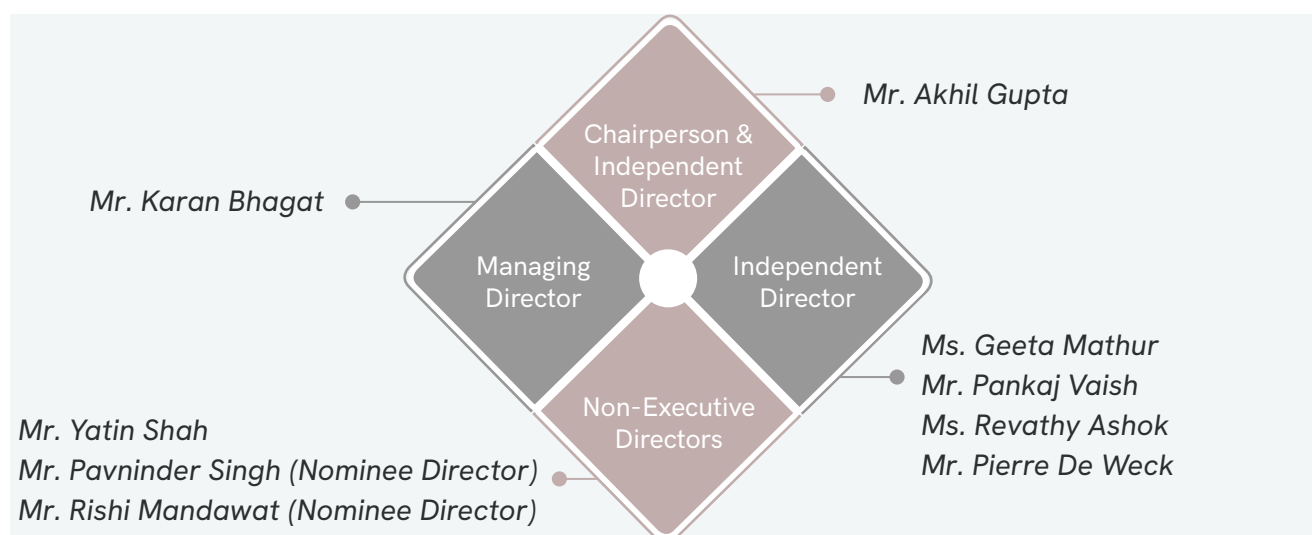 Mr. Akhil Gupta
Chairperson &
Independent
Director
Mr. Karan Bhagat
Managing
Director
Independent
Director
Ms. Geeta Mathur
Mr. Pankaj Vaish
Ms. Revathy Ashok
Mr. Pierre De Weck
Non-Executive
Directors
Mr. Yatin Shah
Mr. Pavninder Singh (Nominee Director)
Mr. Rishi Mandawat (Nominee Director)